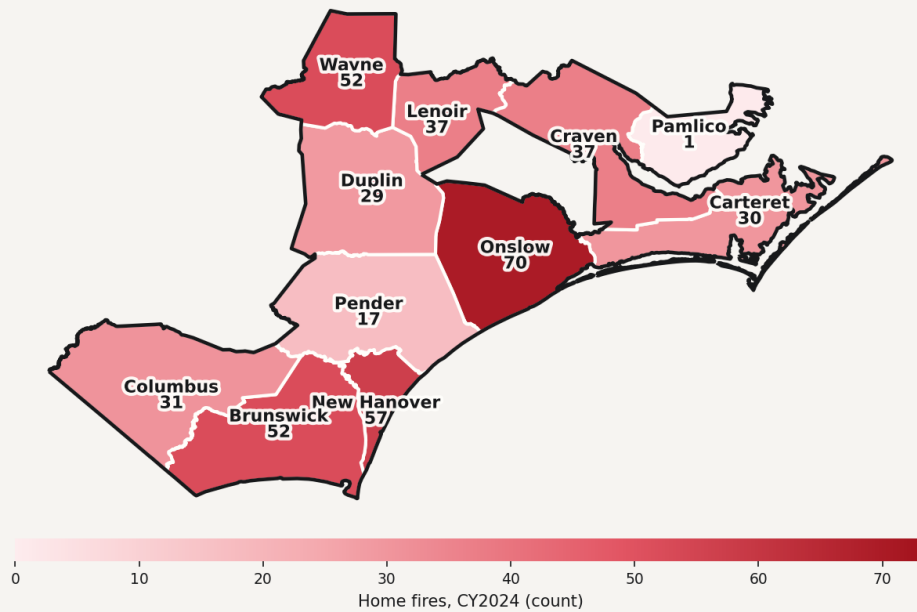 Wayne
52
Lenoir
37
Craven
37
Pamlico
1
Duplin
29
Carteret
30
Onslow
70
Pender
17
Columbus
31
Brunswick
52
New Hanover
57
0 10 20 30 40 50 60 70
Home fires, CY2024 (count)